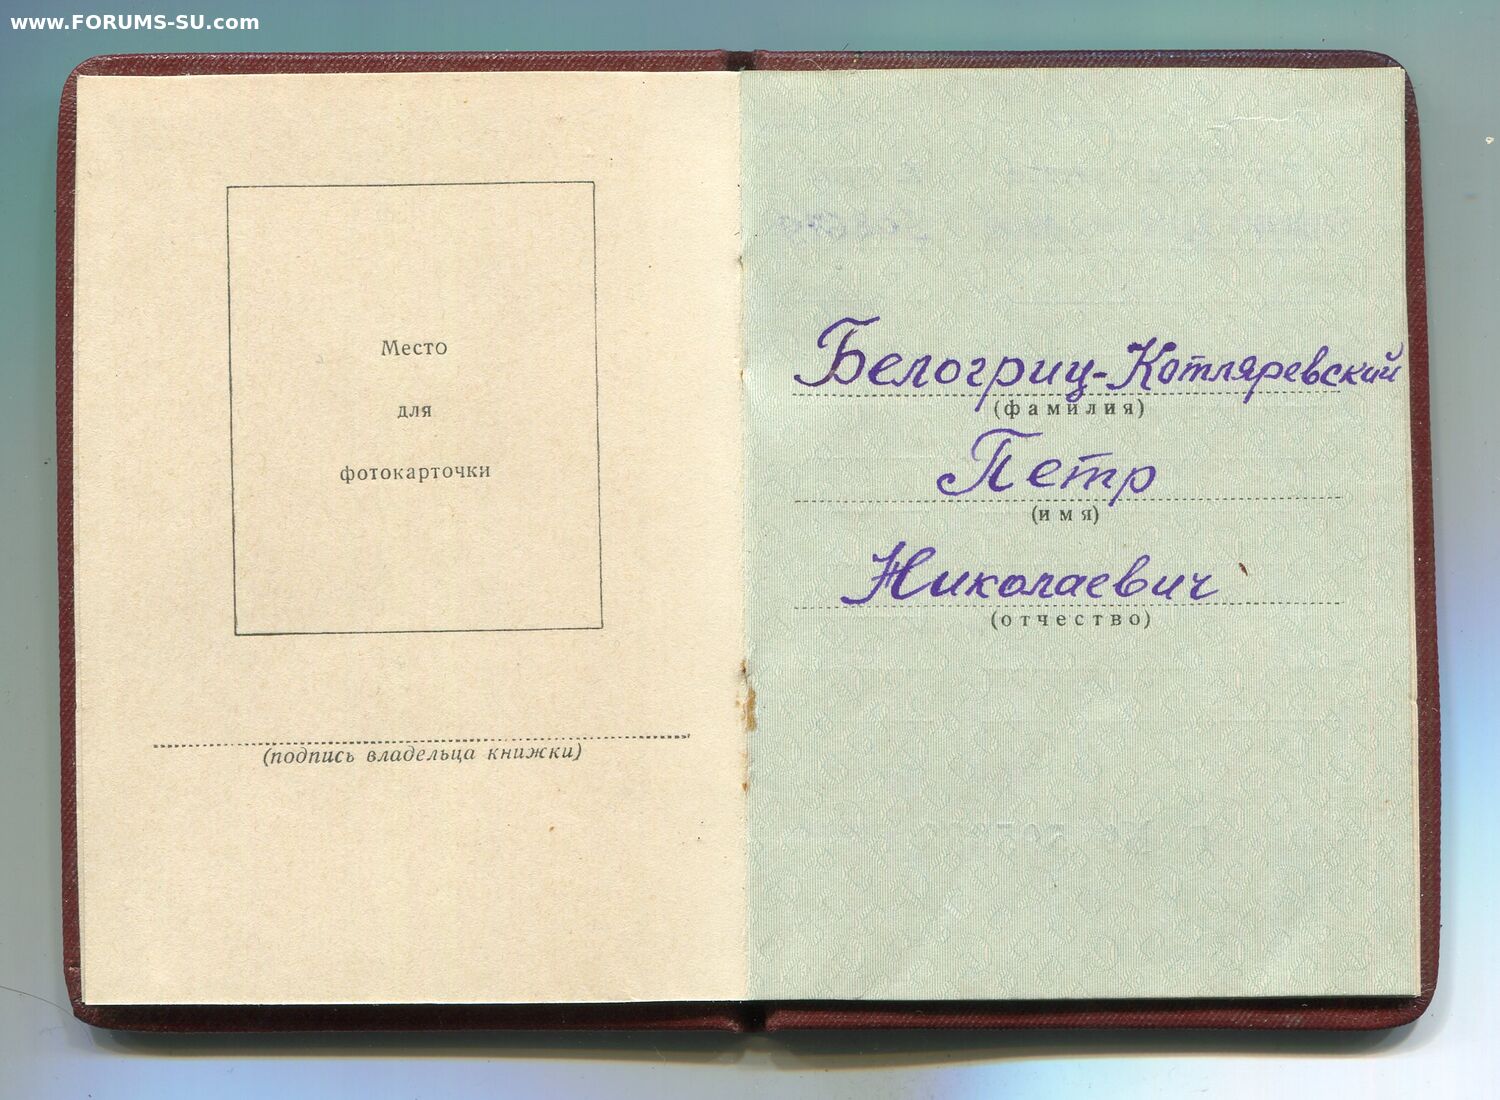 www.FORUMS-SU.com
Место
для
фотокарточки
(подпись владельца книжки)
Белогриц-Котляревский
(фамилия)
Петр
(имя)
Николаевич
(отчество)